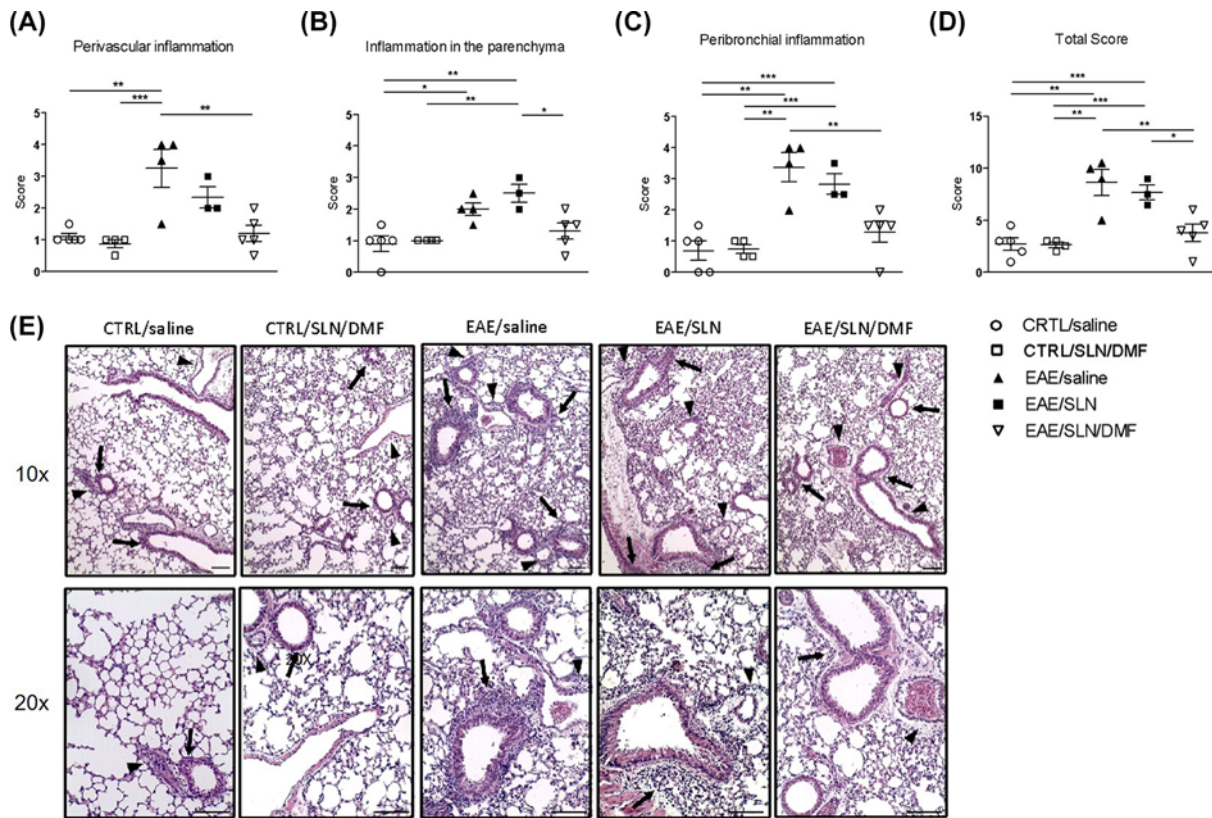 (A)
Perivascular inflammation
**
***
**
Score
5
4
3
2
1
0
(B)
Inflammation in the parenchyma
**
*
**
*
Score
5
4
3
2
1
0
(C)
Peribronchial inflammation
***
**
***
**
**
Score
5
4
3
2
1
0
(D)
Total Score
***
**
***
**
**
*
Score
15
10
5
0
(E)
CTRL/saline
CTRL/SLN/DMF
EAE/saline
EAE/SLN
EAE/SLN/DMF
10x
20x
20X
CRTL/saline
CTRL/SLN/DMF
EAE/saline
EAE/SLN
EAE/SLN/DMF